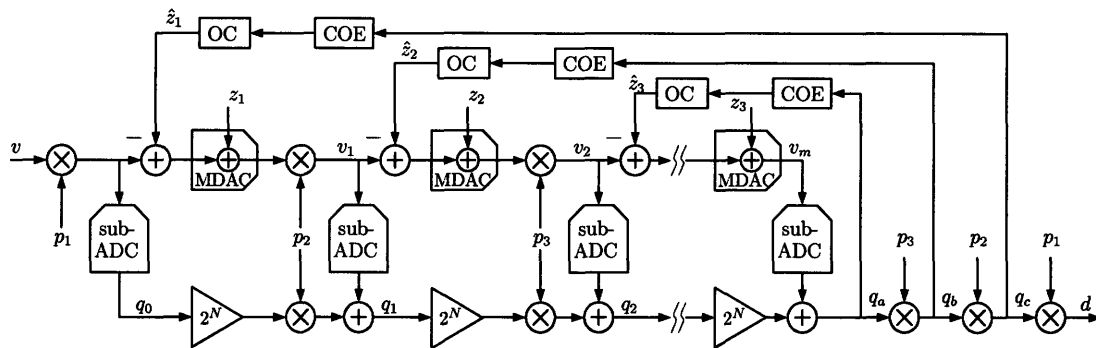 ẑ₁ OC COE
ẑ₂ OC COE
ẑ₃ OC z₃ COE
z₁ z₂
v − v₁ − v₂ − vₘ
MDAC MDAC MDAC
p₁ sub-ADC p₂ sub-ADC p₃ sub-ADC sub-ADC p₃ p₂ p₁
q₀ 2ᴺ q₁ 2ᴺ q₂ 2ᴺ qₐ q_b q_c d